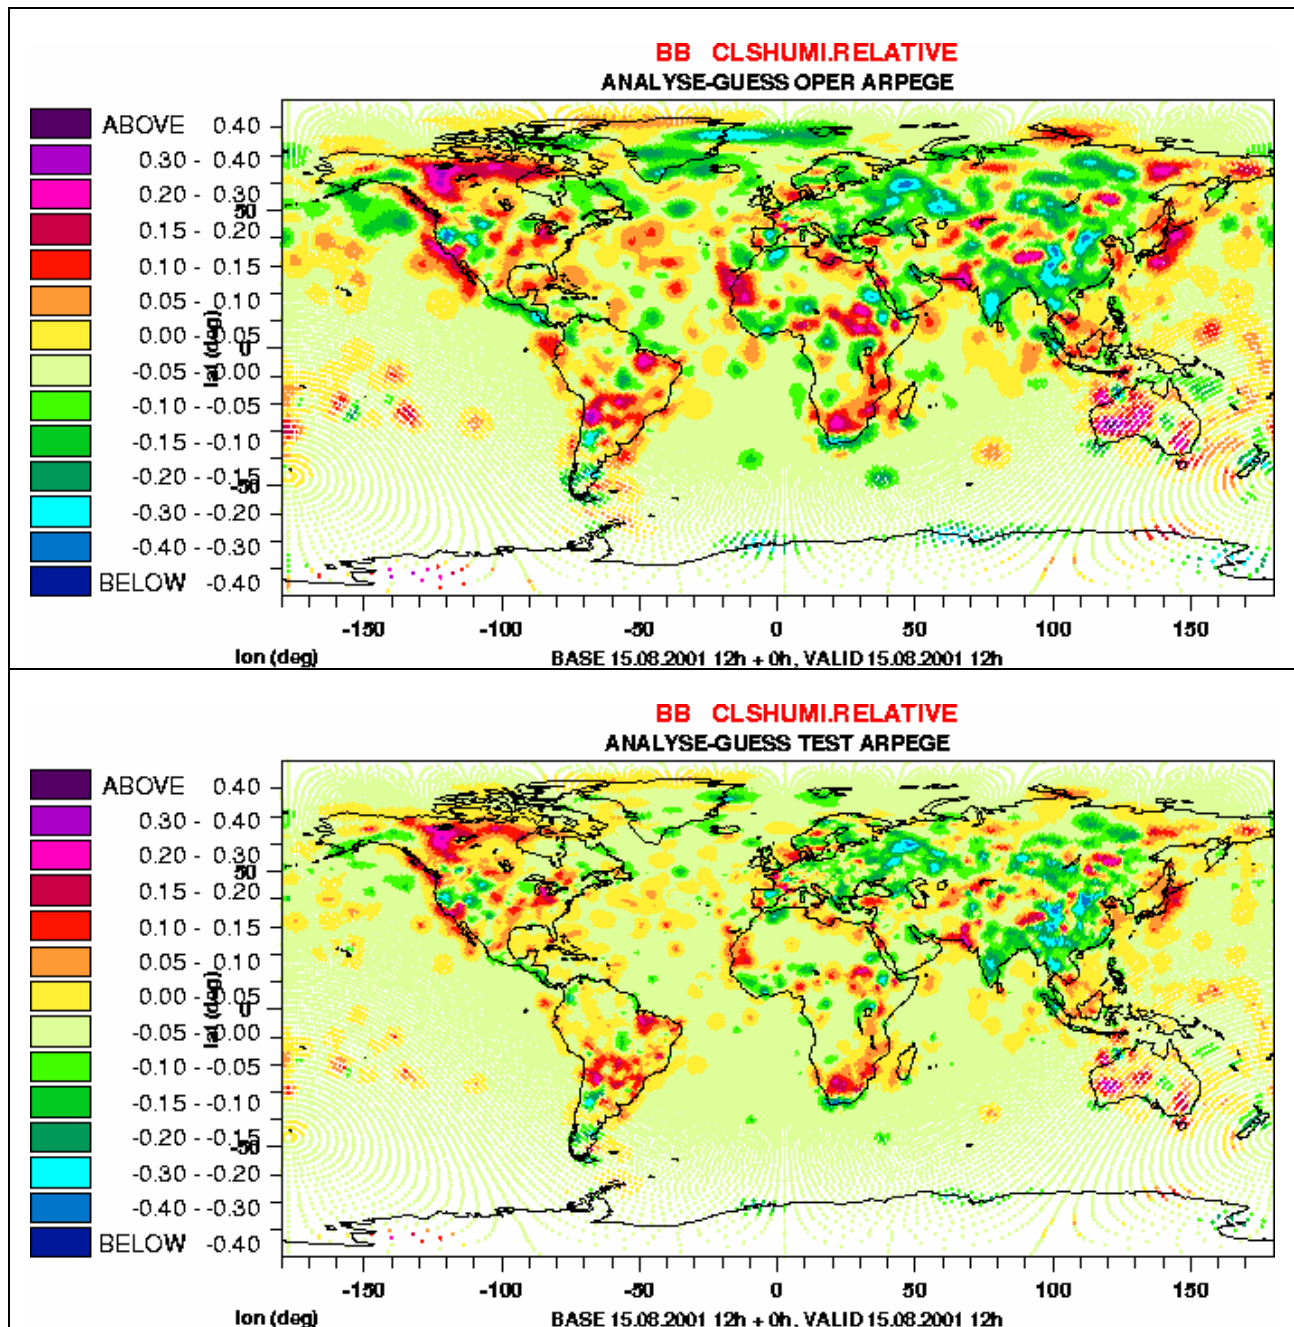 BB CLSHUMI.RELATIVE
ANALYSE-GUESS OPER ARPEGE
ABOVE 0.40
0.30 - 0.40
0.20 - 0.30
50
0.15 - 0.20
0.10 - 0.15
0.05 - 0.10
0.00 - 0.05
lat (deg)
0
-0.05 - 0.00
-0.10 - -0.05
-0.15 - -0.10
-0.20 - -0.15
-50
-0.30 - -0.20
-0.40 - -0.30
BELOW -0.40
-150 -100 -50 0 50 100 150
lon (deg)
BASE 15.08.2001 12h + 0h, VALID 15.08.2001 12h
BB CLSHUMI.RELATIVE
ANALYSE-GUESS TEST ARPEGE
ABOVE 0.40
0.30 - 0.40
0.20 - 0.30
50
0.15 - 0.20
0.10 - 0.15
0.05 - 0.10
0.00 - 0.05
lat (deg)
0
-0.05 - 0.00
-0.10 - -0.05
-0.15 - -0.10
-0.20 - -0.15
-50
-0.30 - -0.20
-0.40 - -0.30
BELOW -0.40
-150 -100 -50 0 50 100 150
lon (deg)
BASE 15.08.2001 12h + 0h, VALID 15.08.2001 12h